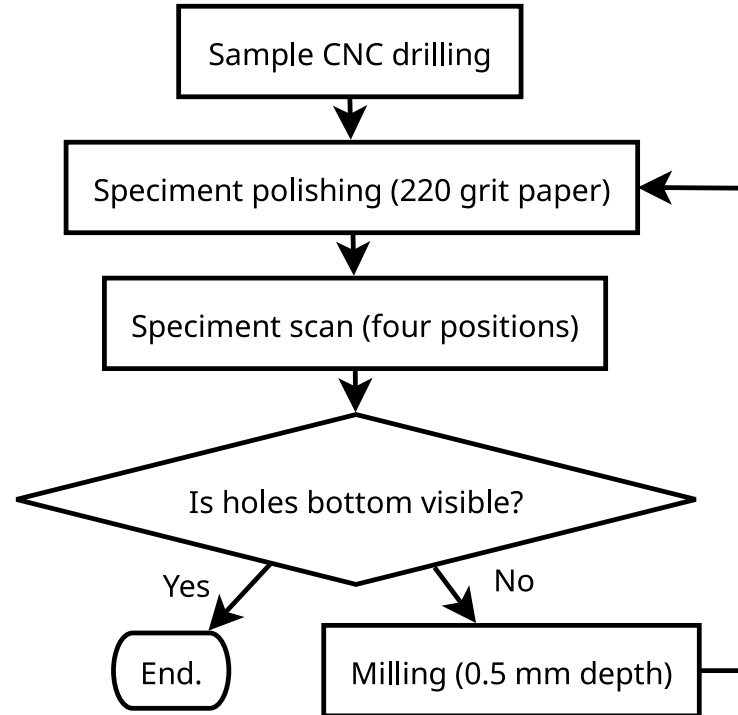 Sample CNC drilling
Speciment polishing (220 grit paper)
Speciment scan (four positions)
Is holes bottom visible?
Yes
No
End.
Milling (0.5 mm depth)